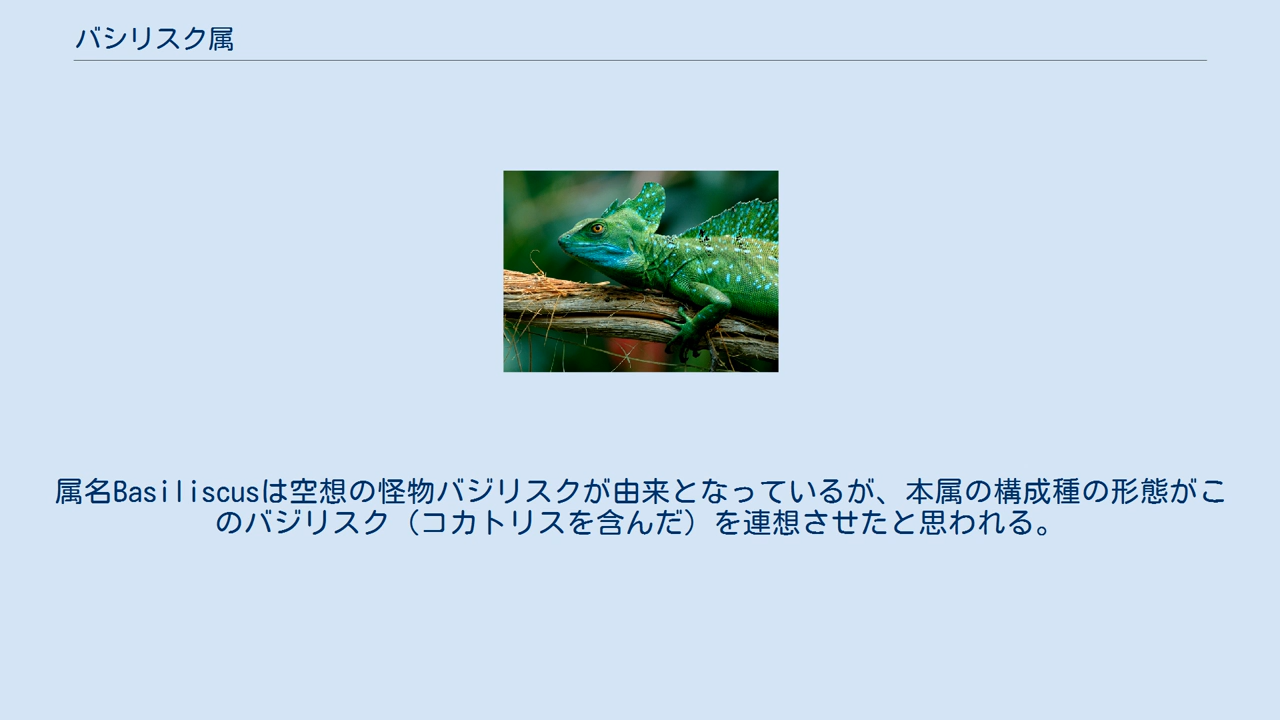 バシリスク属
属名Basiliscusは空想の怪物バジリスクが由来となっているが、本属の構成種の形態がこ
のバジリスク（コカトリスを含んだ）を連想させたと思われる。